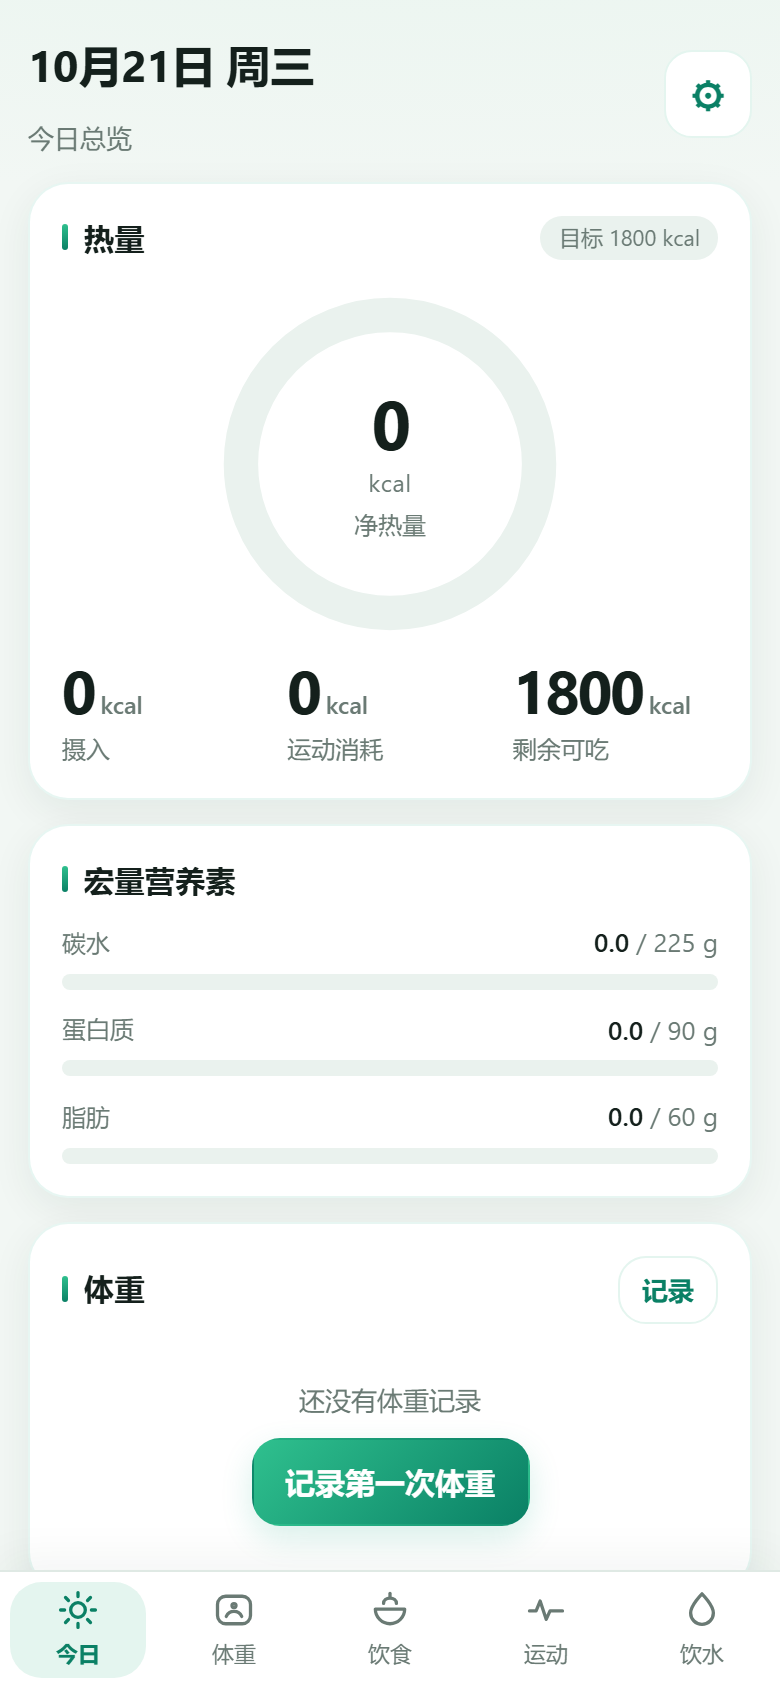 10月21日 周三
今日总览
热量
目标 1800 kcal
0
kcal
净热量
0 kcal
摄入
0 kcal
运动消耗
1800 kcal
剩余可吃
宏量营养素
碳水
0.0 / 225 g
蛋白质
0.0 / 90 g
脂肪
0.0 / 60 g
体重
记录
还没有体重记录
记录第一次体重
今日
体重
饮食
运动
饮水